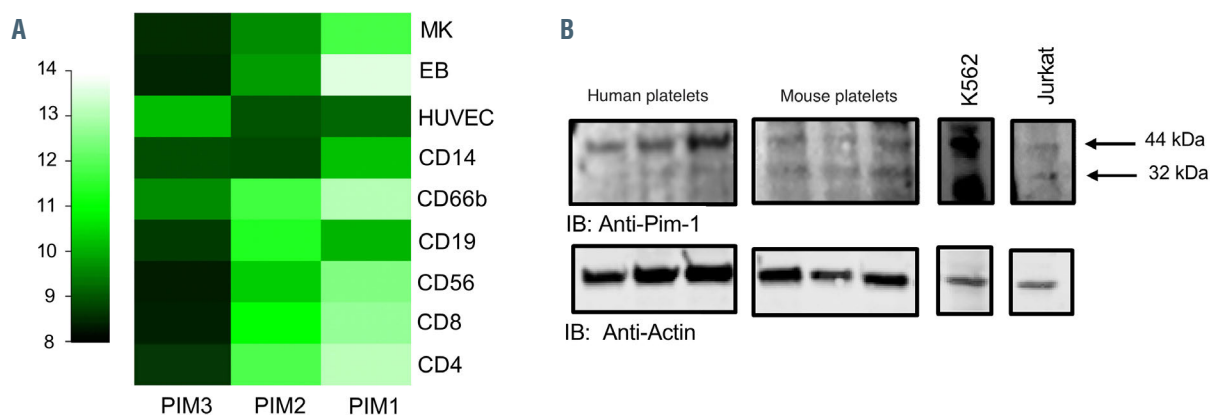 A
14
13
12
11
10
9
8
MK
EB
HUVEC
CD14
CD66b
CD19
CD56
CD8
CD4
PIM3 PIM2 PIM1
B
Human platelets
Mouse platelets
K562
Jurkat
44 kDa
32 kDa
IB: Anti-Pim-1
IB: Anti-Actin